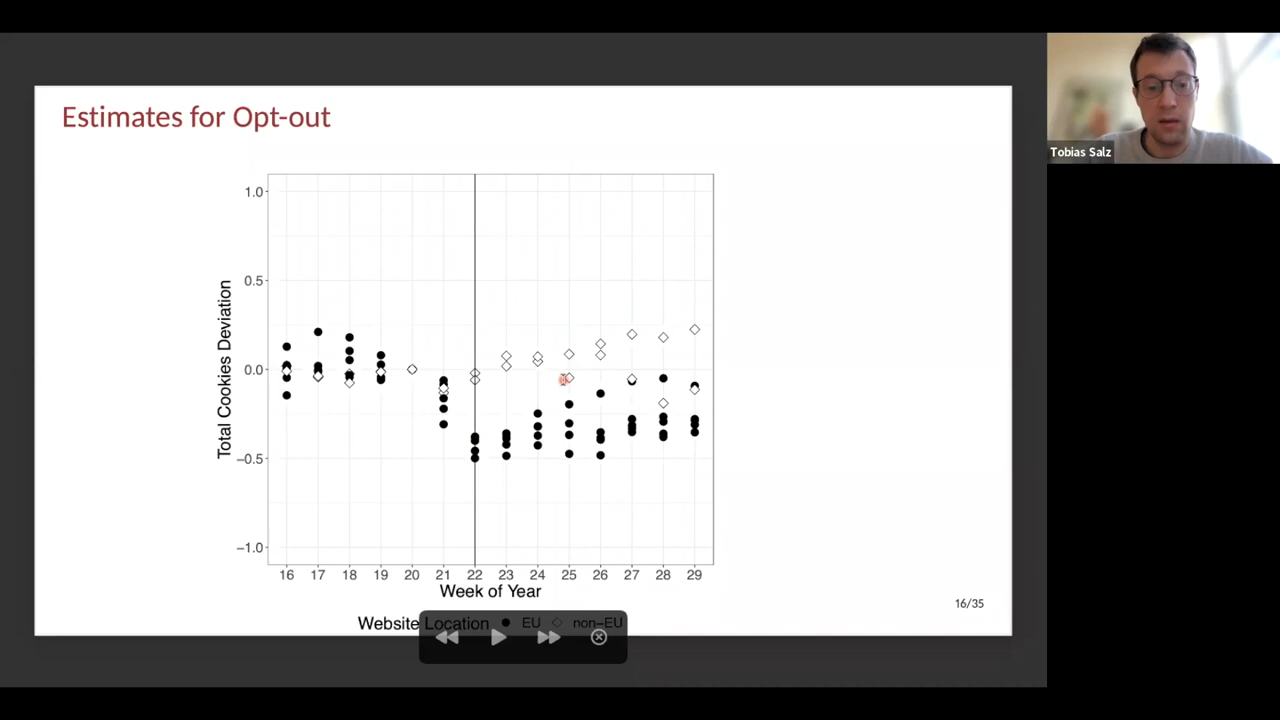 Estimates for Opt-out
Tobias Salz
1.0
0.5
0.0
−0.5
−1.0
Total Cookies Deviation
16 17 18 19 20 21 22 23 24 25 26 27 28 29
Week of Year
16/35
Website Location EU non−EU